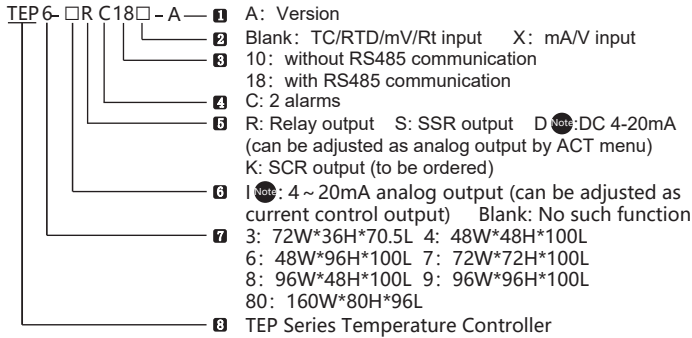 TEP6-□RC18□-A 1 A: Version
2 Blank: TC/RTD/mV/Rt input X: mA/V input
3 10: without RS485 communication
18: with RS485 communication
4 C: 2 alarms
5 R: Relay output S: SSR output D Note:DC 4-20mA
(can be adjusted as analog output by ACT menu)
K: SCR output (to be ordered)
6 I Note: 4~20mA analog output (can be adjusted as
current control output) Blank: No such function
7 3: 72W*36H*70.5L 4: 48W*48H*100L
6: 48W*96H*100L 7: 72W*72H*100L
8: 96W*48H*100L 9: 96W*96H*100L
80: 160W*80H*96L
8 TEP Series Temperature Controller